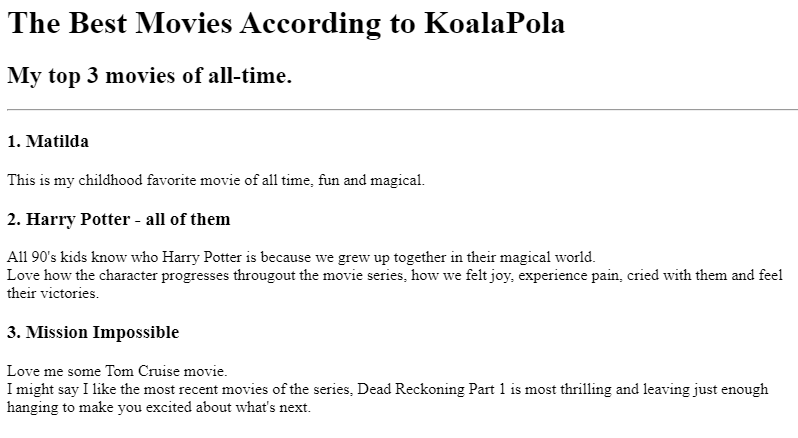 The Best Movies According to KoalaPola
My top 3 movies of all-time.
1. Matilda
This is my childhood favorite movie of all time, fun and magical.
2. Harry Potter - all of them
All 90's kids know who Harry Potter is because we grew up together in their magical world.
Love how the character progresses througout the movie series, how we felt joy, experience pain, cried with them and feel
their victories.
3. Mission Impossible
Love me some Tom Cruise movie.
I might say I like the most recent movies of the series, Dead Reckoning Part 1 is most thrilling and leaving just enough
hanging to make you excited about what's next.